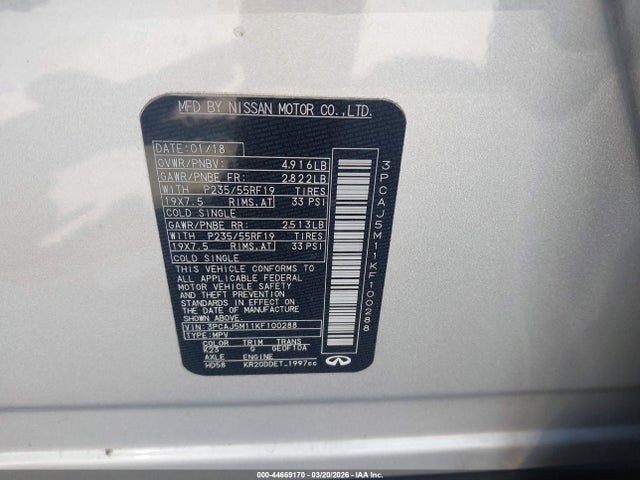 MFD BY NISSAN MOTOR CO.,LTD.
DATE: 01/18
GVWR/PNBV: 4,916LB
GAWR/PNBE FR: 2,822LB
WITH P235/55RF19 TIRES
19X7.5 RIMS,AT 33 PSI
COLD SINGLE
GAWR/PNBE RR: 2,513LB
WITH P235/55RF19 TIRES
19X7.5 RIMS,AT 33 PSI
COLD SINGLE
THIS VEHICLE CONFORMS TO
ALL APPLICABLE FEDERAL
MOTOR VEHICLE SAFETY
AND THEFT PREVENTION
STANDARDS IN EFFECT ON
THE DATE OF MANUFACTURE
SHOWN ABOVE.
VIN: 3PCAJ5M11KF100288
TYPE: MPV
COLOR TRIM TRANS
K23 G GE0F10A
AXLE ENGINE
HD58 KR20DDET 1997cc
3PCAJ5M11KF100288
000-44669170 | 03/20/2026 | IAA, Inc.